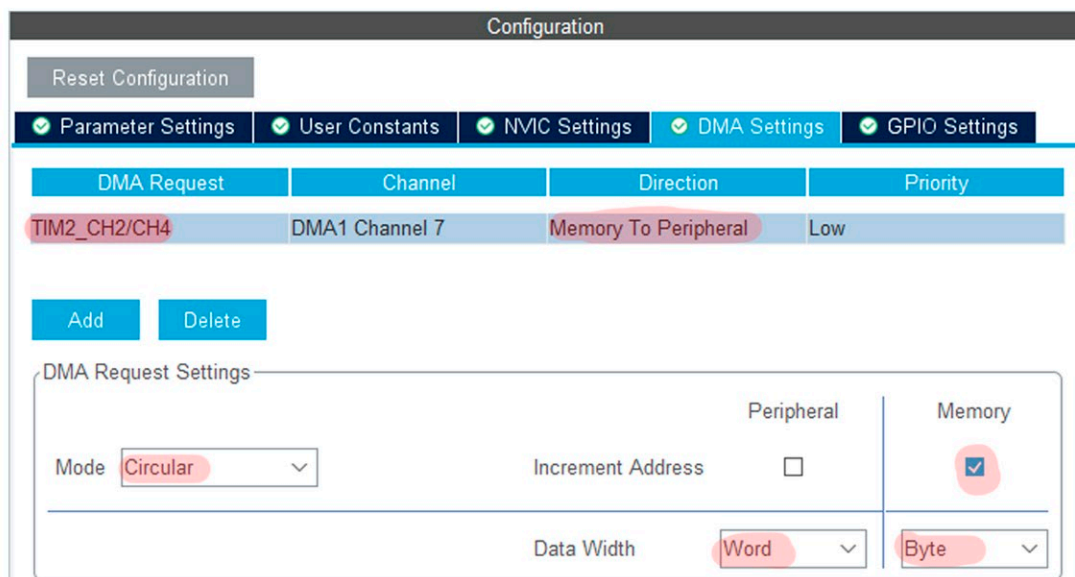 Configuration
Reset Configuration
Parameter Settings User Constants NVIC Settings DMA Settings GPIO Settings
DMA Request Channel Direction Priority
TIM2_CH2/CH4 DMA1 Channel 7 Memory To Peripheral Low
Add Delete
DMA Request Settings
Peripheral Memory
Mode Circular Increment Address
Data Width Word Byte